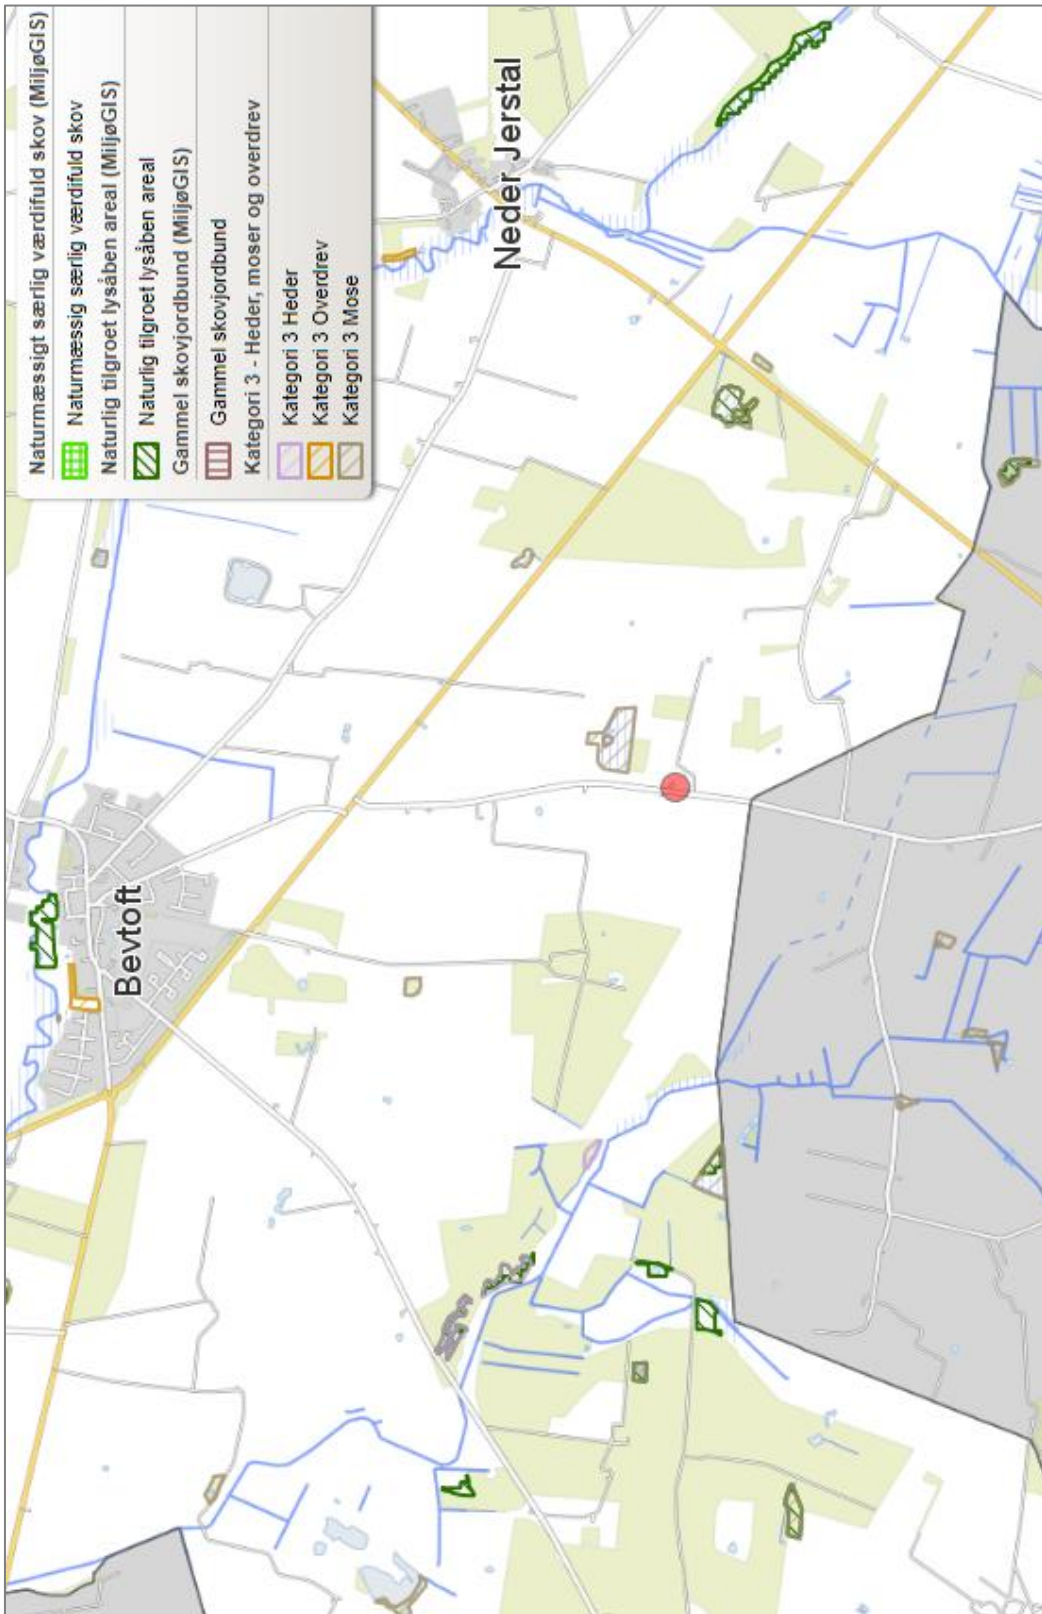 Naturmæssigt særlig værdifuld skov (MiljøGIS)
Naturmæssig særlig værdifuld skov
Naturlig tilgroet lysåben areal (MiljøGIS)
Naturlig tilgroet lysåben areal
Gammel skovjordbund (MiljøGIS)
Gammel skovjordbund
Kategori 3 - Heder, moser og overdrev
Kategori 3 Heder
Kategori 3 Overdrev
Kategori 3 Mose
Bevtoft
Neder Jerstal